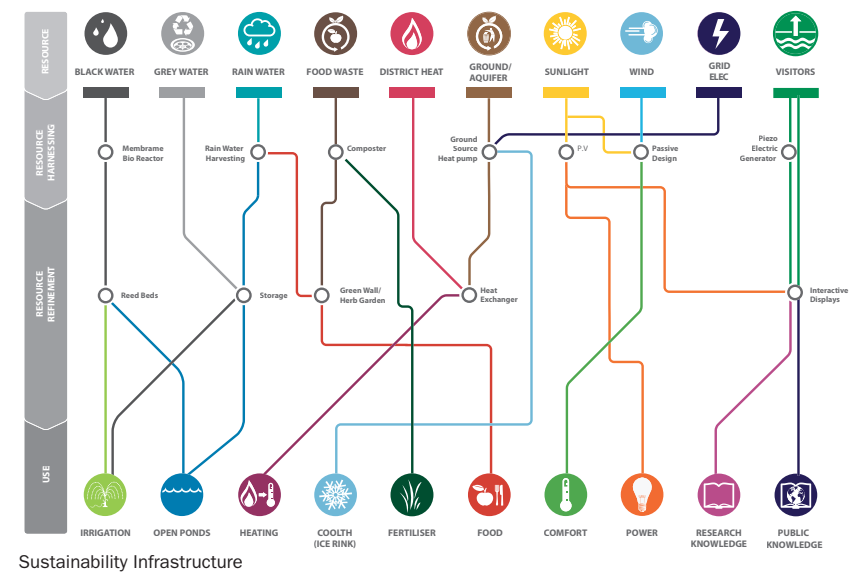 RESOURCE
BLACK WATER
GREY WATER
RAIN WATER
FOOD WASTE
DISTRICT HEAT
GROUND/
AQUIFER
SUNLIGHT
WIND
GRID
ELEC
VISITORS
RESOURCE
HARNESSING
Membrame
Bio Reactor
Rain Water
Harvesting
Composter
Ground
Source
Heat pump
P.V
Passive
Design
Piezo
Electric
Generator
RESOURCE
REFINEMENT
Reed Beds
Storage
Green Wall/
Herb Garden
Heat
Exchanger
Interactive
Displays
USE
IRRIGATION
OPEN PONDS
HEATING
COOLTH
(ICE RINK)
FERTILISER
FOOD
COMFORT
POWER
RESEARCH
KNOWLEDGE
PUBLIC
KNOWLEDGE
Sustainability Infrastructure